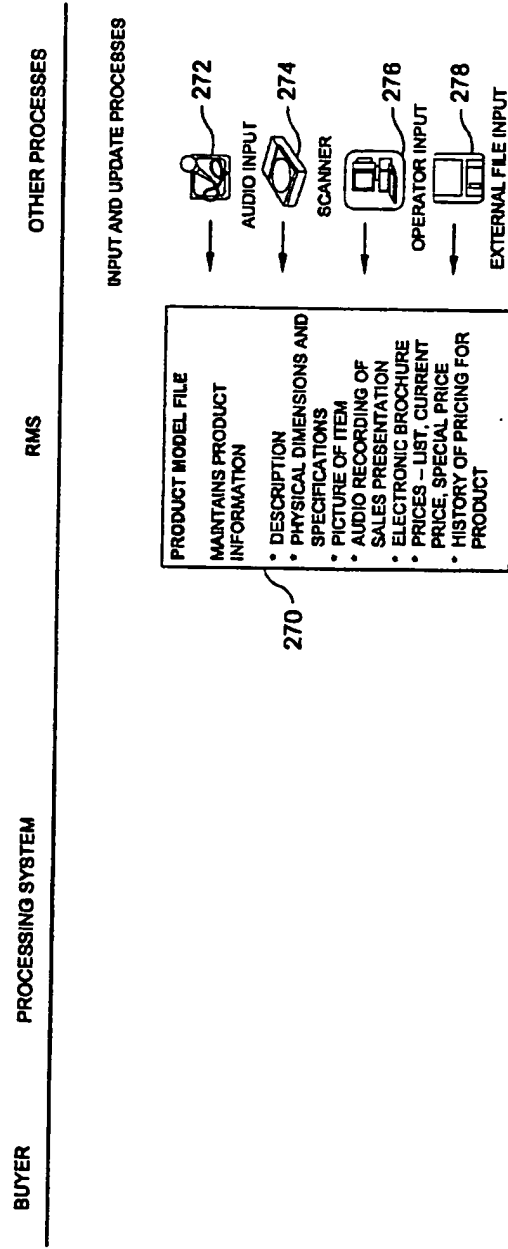 BUYER
PROCESSING SYSTEM
RMS
OTHER PROCESSES
INPUT AND UPDATE PROCESSES
PRODUCT MODEL FILE
MAINTAINS PRODUCT
INFORMATION
• DESCRIPTION
• PHYSICAL DIMENSIONS AND
SPECIFICATIONS
• PICTURE OF ITEM
• AUDIO RECORDING OF
SALES PRESENTATION
• ELECTRONIC BROCHURE
• PRICES – LIST, CURRENT
PRICE, SPECIAL PRICE
• HISTORY OF PRICING FOR
PRODUCT
270
272
AUDIO INPUT
274
SCANNER
276
OPERATOR INPUT
278
EXTERNAL FILE INPUT